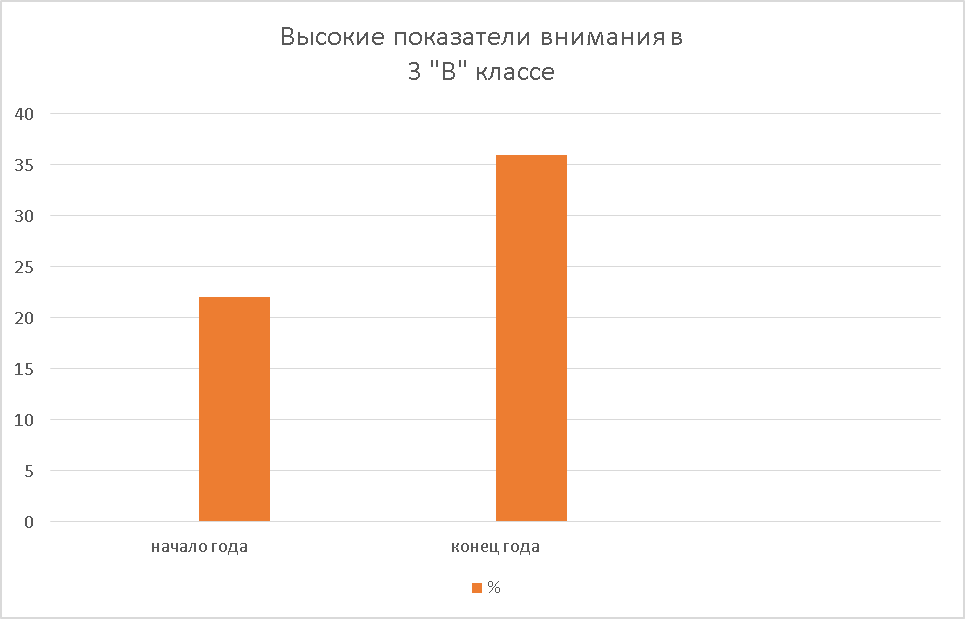 Высокие показатели внимания в
3 "В" классе
40
35
30
25
20
15
10
5
0
начало года
конец года
%